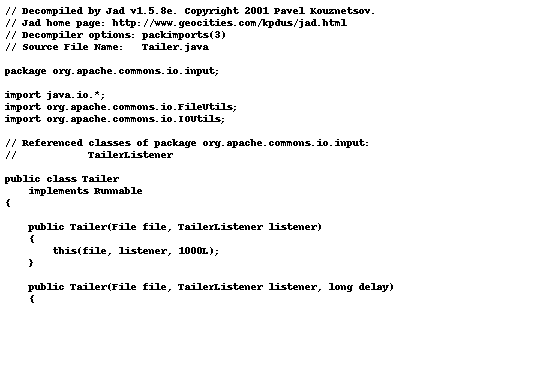 // Decompiled by Jad v1.5.8e. Copyright 2001 Pavel Kouznetsov.
// Jad home page: http://www.geocities.com/kpdus/jad.html
// Decompiler options: packimports(3)
// Source File Name:   Tailer.java

package org.apache.commons.io.input;

import java.io.*;
import org.apache.commons.io.FileUtils;
import org.apache.commons.io.IOUtils;

// Referenced classes of package org.apache.commons.io.input:
//            TailerListener

public class Tailer
    implements Runnable
{

    public Tailer(File file, TailerListener listener)
    {
        this(file, listener, 1000L);
    }

    public Tailer(File file, TailerListener listener, long delay)
    {